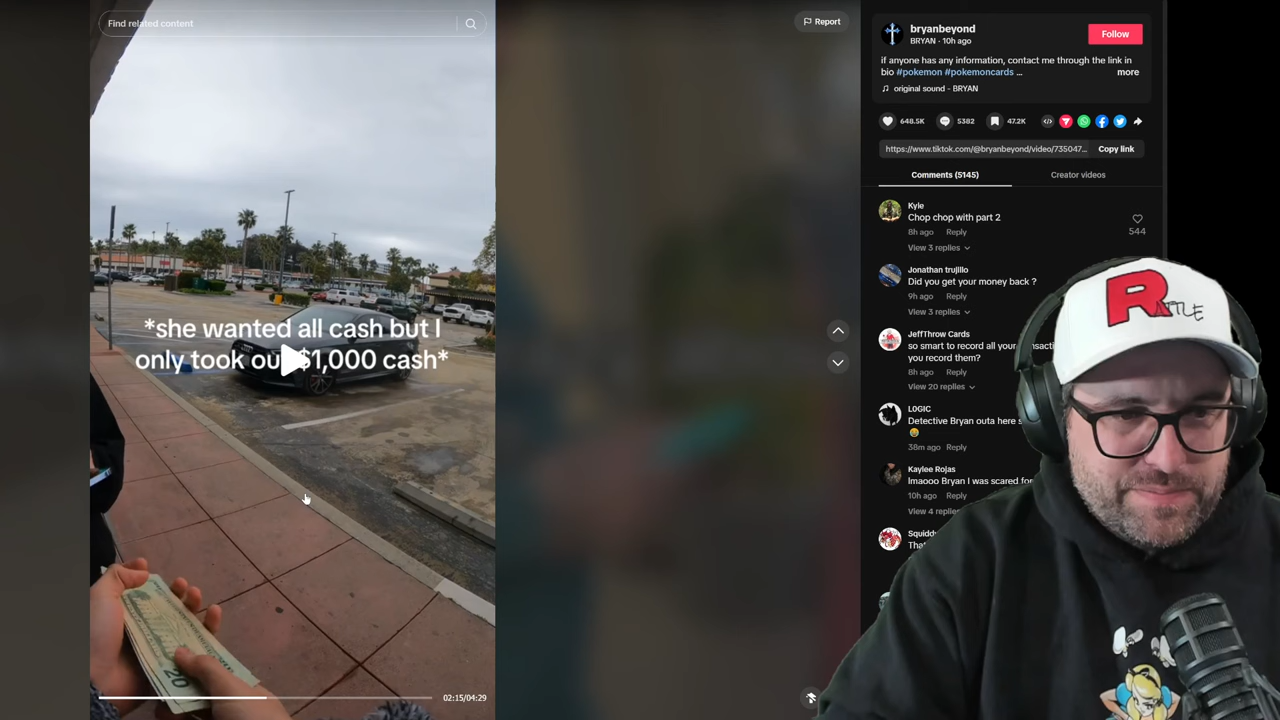 Find related content
Report
*she wanted all cash but I
only took out $1,000 cash*
20
02:15/04:29
bryanbeyond
BRYAN · 10h ago
Follow
if anyone has any information, contact me through the link in
bio #pokemon #pokemoncards ...
more
original sound - BRYAN
648.5K
5382
47.2K
https://www.tiktok.com/@bryanbeyond/video/735047...
Copy link
Comments (5145)
Creator videos
Kyle
Chop chop with part 2
8h ago
Reply
544
View 3 replies
Jonathan trujillo
Did you get your money back ?
9h ago
Reply
View 3 replies
JeffThrow Cards
so smart to record all your
you record them?
8h ago
Reply
View 20 replies
L0GIC
Detective Bryan outa here
38m ago
Reply
Kaylee Rojas
lmaooo Bryan I was scared for
10h ago
Reply
View 4 replies
R